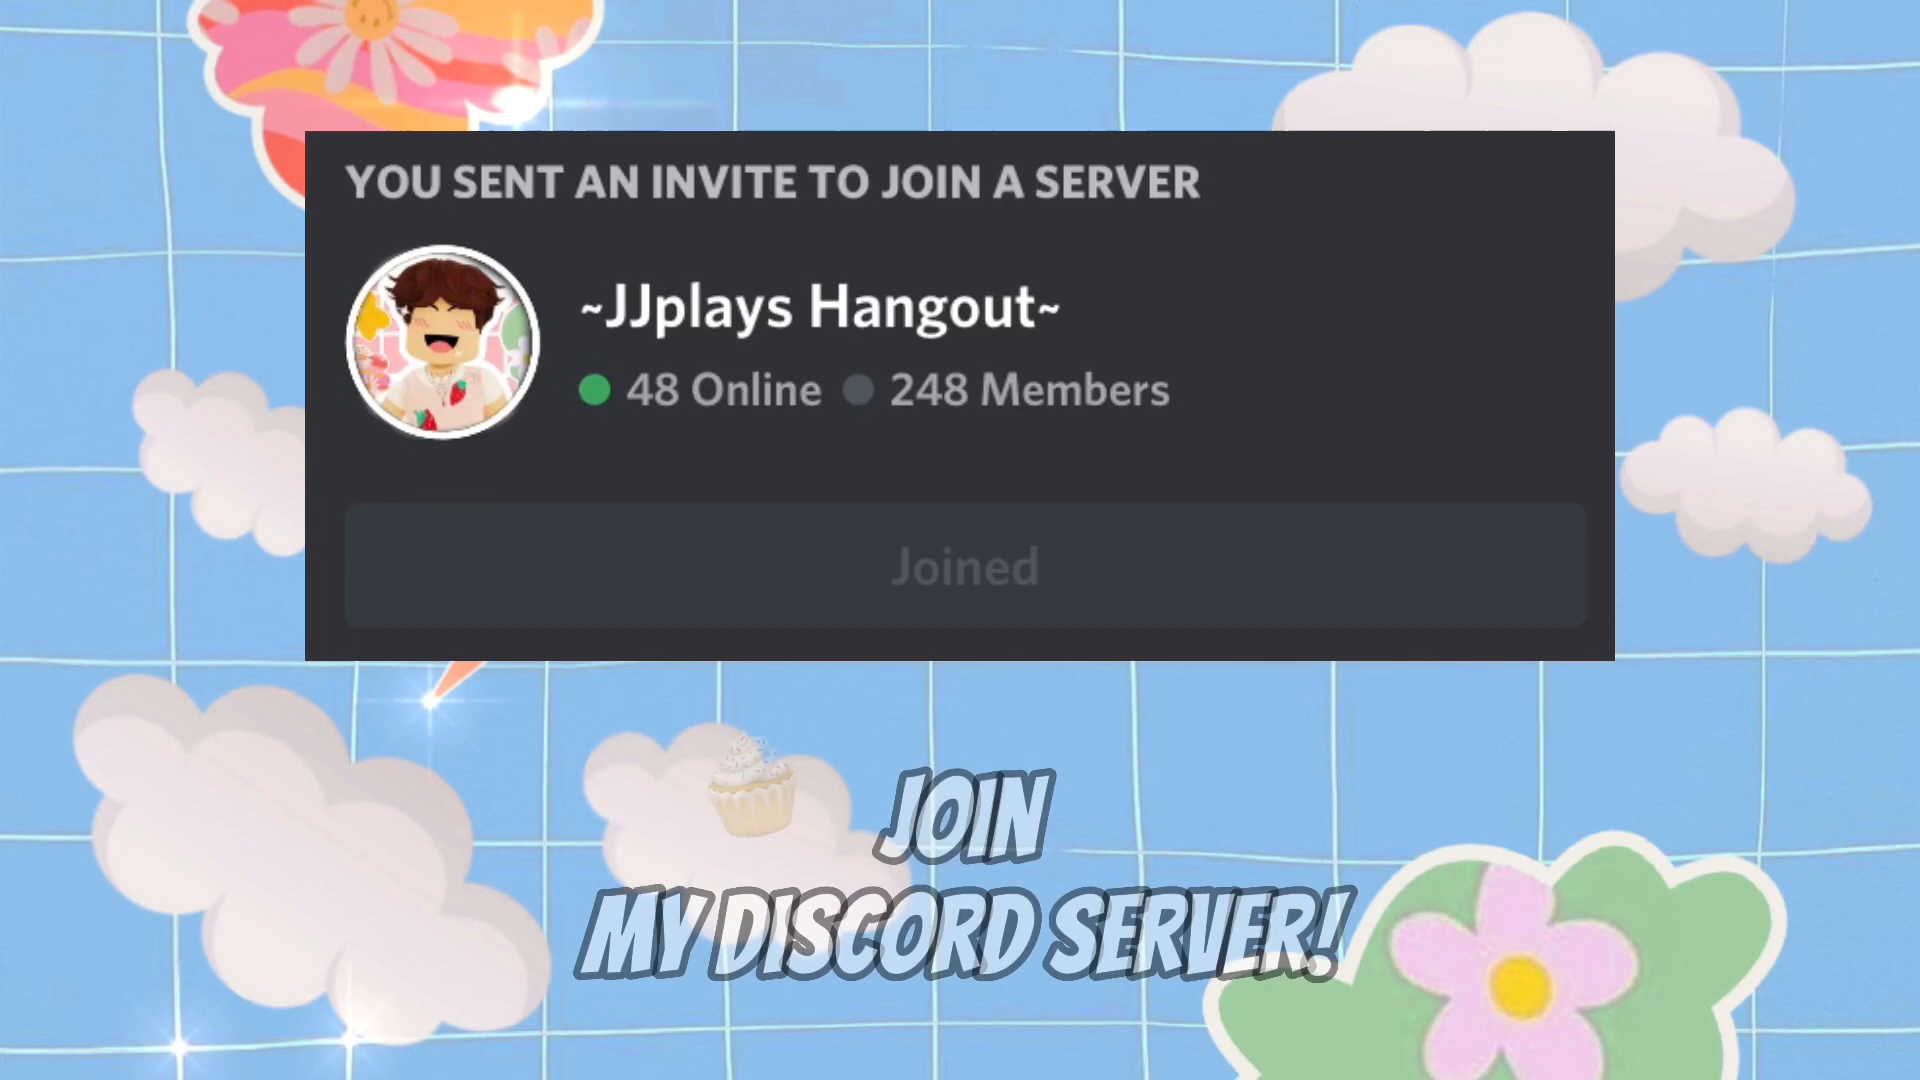 YOU SENT AN INVITE TO JOIN A SERVER
~JJplays Hangout~
48 Online 248 Members
Joined
JOIN
MY DISCORD SERVER!